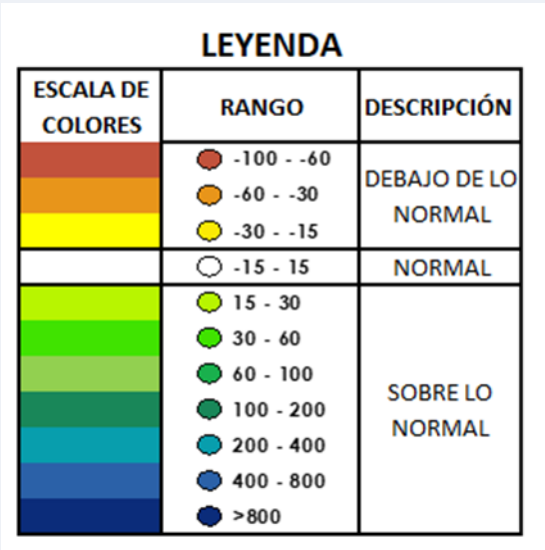 LEYENDA
ESCALA DE
COLORES
RANGO
DESCRIPCIÓN
-100 - -60
-60 - -30
-30 - -15
DEBAJO DE LO
NORMAL
-15 - 15
NORMAL
15 - 30
30 - 60
60 - 100
100 - 200
200 - 400
400 - 800
>800
SOBRE LO
NORMAL